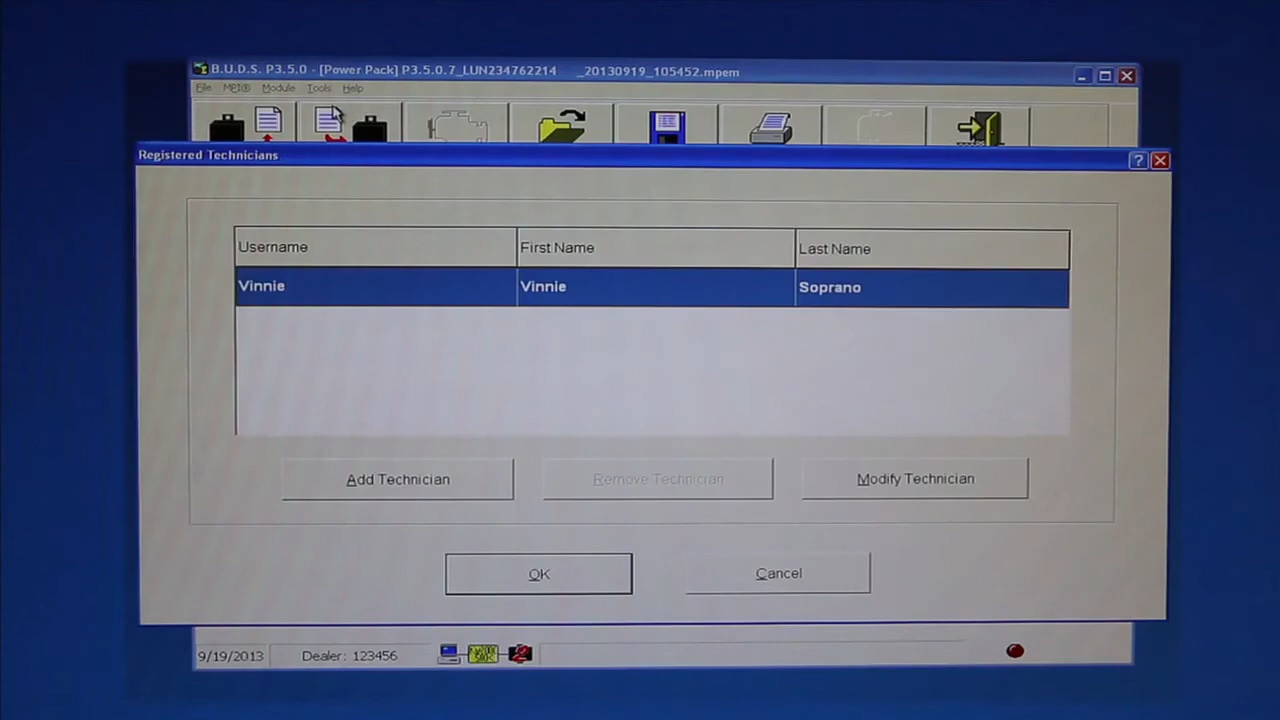 B.U.D.S. P3.5.0 - [Power Pack] P3.5.0.7_LUN234762214 _20130919_105452.mpem
File MPI® Module Tools Help
Registered Technicians
Username First Name Last Name
Vinnie Vinnie Soprano
Add Technician Remove Technician Modify Technician
OK Cancel
9/19/2013 Dealer: 123456